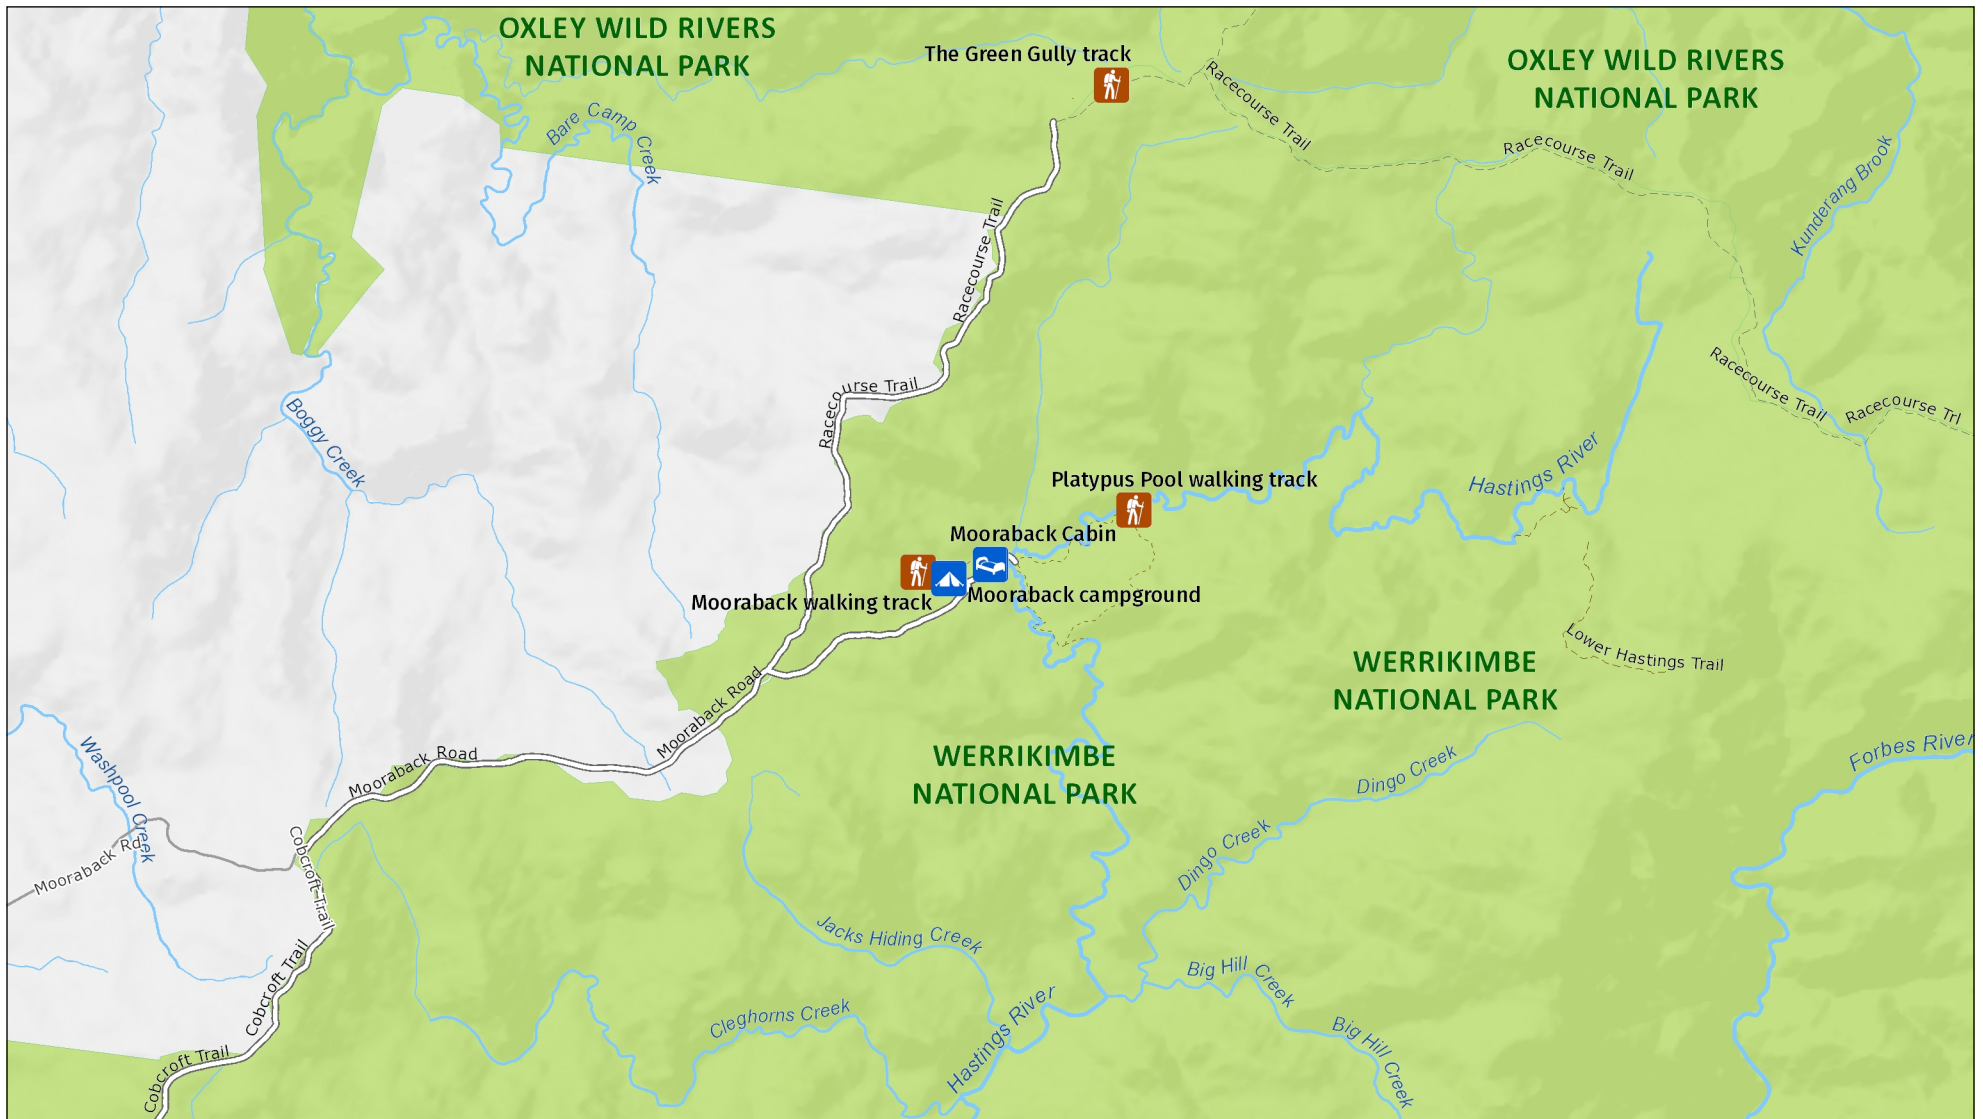 OXLEY WILD RIVERS
NATIONAL PARK
The Green Gully track
OXLEY WILD RIVERS
NATIONAL PARK
Racecourse Trail
Bare Camp Creek
Racecourse Trail
Kunderang Brook
Racecourse Trail
Racecourse Trail
Racecourse Trail
Racecourse Trl
Boggy Creek
Hastings River
Platypus Pool walking track
Mooraback Cabin
Mooraback campground
Mooraback walking track
Lower Hastings Trail
WERRIKIMBE
NATIONAL PARK
Mooraback Road
Mooraback Road
WERRIKIMBE
NATIONAL PARK
Forbes River
Dingo Creek
Washpool Creek
Mooraback Rd
Cobcroft Trail
Dingo Creek
Jacks Hiding Creek
Cobcroft Trail
Big Hill Creek
Cleghorns Creek
Hastings River
Big Hill Creek
Cobcroft Trail